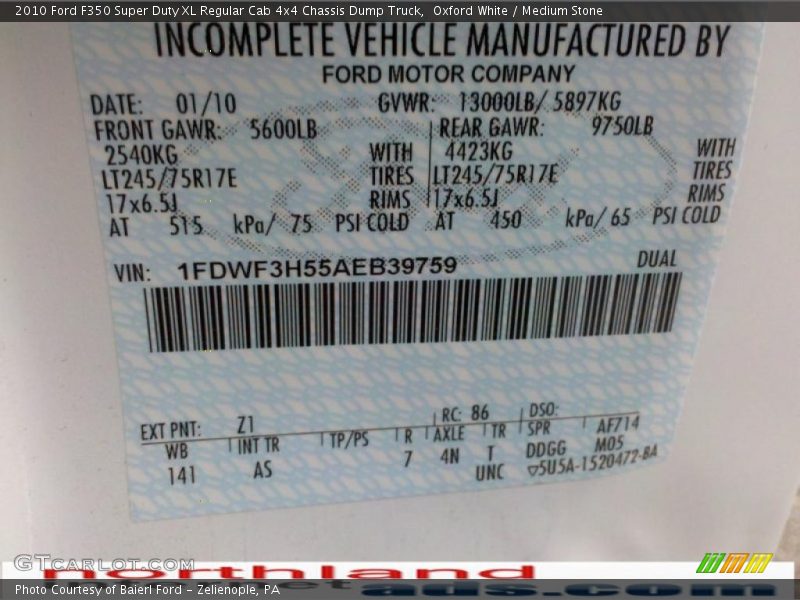 2010 Ford F350 Super Duty XL Regular Cab 4x4 Chassis Dump Truck,  Oxford White / Medium Stone
INCOMPLETE VEHICLE MANUFACTURED BY
FORD MOTOR COMPANY
DATE: 01/10 GVWR: 13000LB/ 5897KG
FRONT GAWR: 5600LB REAR GAWR: 9750LB
2540KG WITH 4423KG WITH
LT245/75R17E TIRES LT245/75R17E TIRES
17x6.5J RIMS 17x6.5J RIMS
AT 515 kPa/ 75 PSI COLD AT 450 kPa/ 65 PSI COLD
VIN: 1FDWF3H55AEB39759 DUAL
EXT PNT: Z1 RC: 86 DSO:
WB INT TR TP/PS R AXLE TR SPR AF714
141 AS 7 4N T DDGG M05
UNC ▽5U5A-1520472-BA
GTCarLot.com
northland
ads.com
Photo Courtesy of Baierl Ford - Zelienople, PA